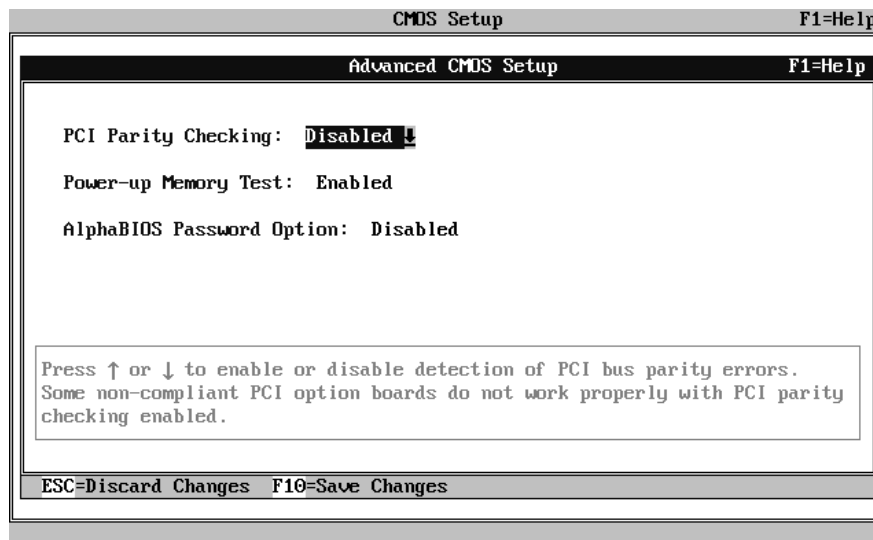 CMOS Setup F1=Help
Advanced CMOS Setup F1=Help
PCI Parity Checking: Disabled
Power-up Memory Test: Enabled
AlphaBIOS Password Option: Disabled
Press ↑ or ↓ to enable or disable detection of PCI bus parity errors.
Some non-compliant PCI option boards do not work properly with PCI parity
checking enabled.
ESC=Discard Changes F10=Save Changes